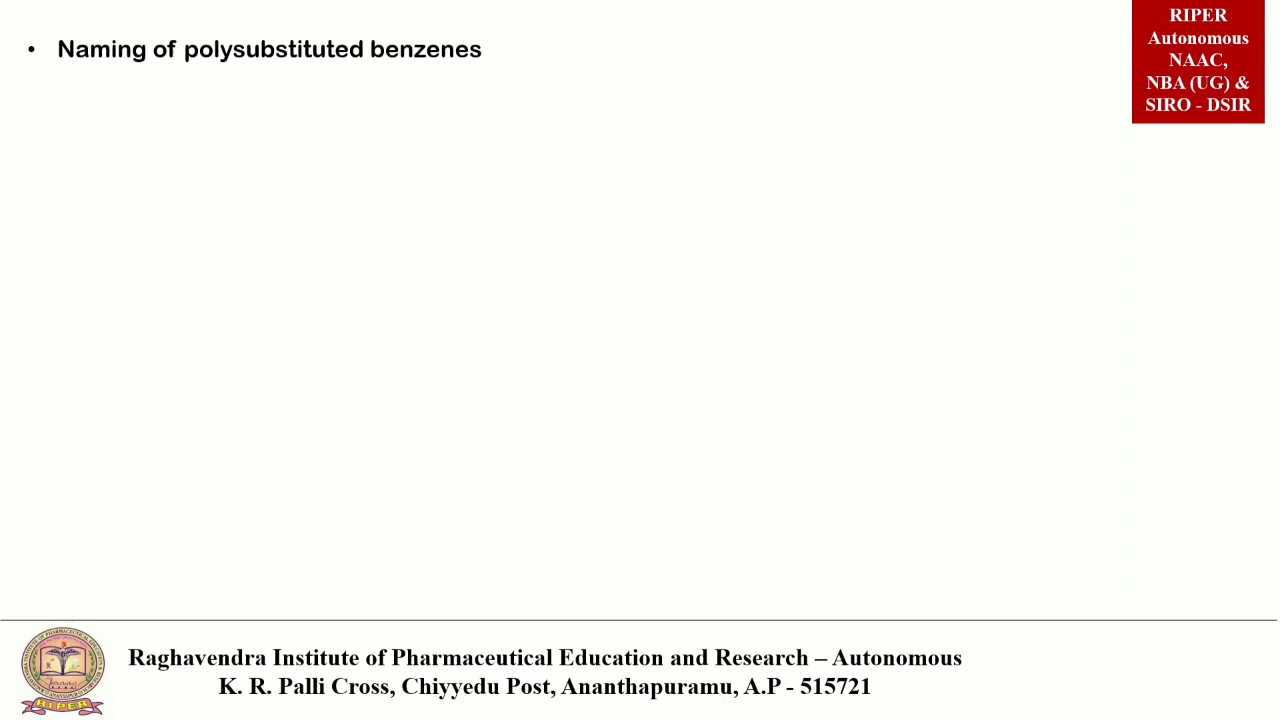 • Naming of polysubstituted benzenes
RIPER
Autonomous
NAAC,
NBA (UG) &
SIRO - DSIR
Raghavendra Institute of Pharmaceutical Education and Research – Autonomous
K. R. Palli Cross, Chiyyedu Post, Ananthapuramu, A.P - 515721
RIPER